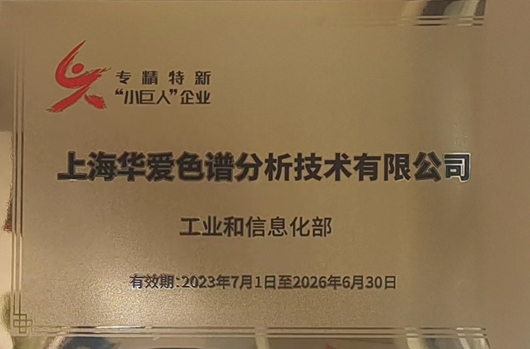 专精特新
“小巨人”企业
上海华爱色谱分析技术有限公司
工业和信息化部
有效期:2023年7月1日至2026年6月30日